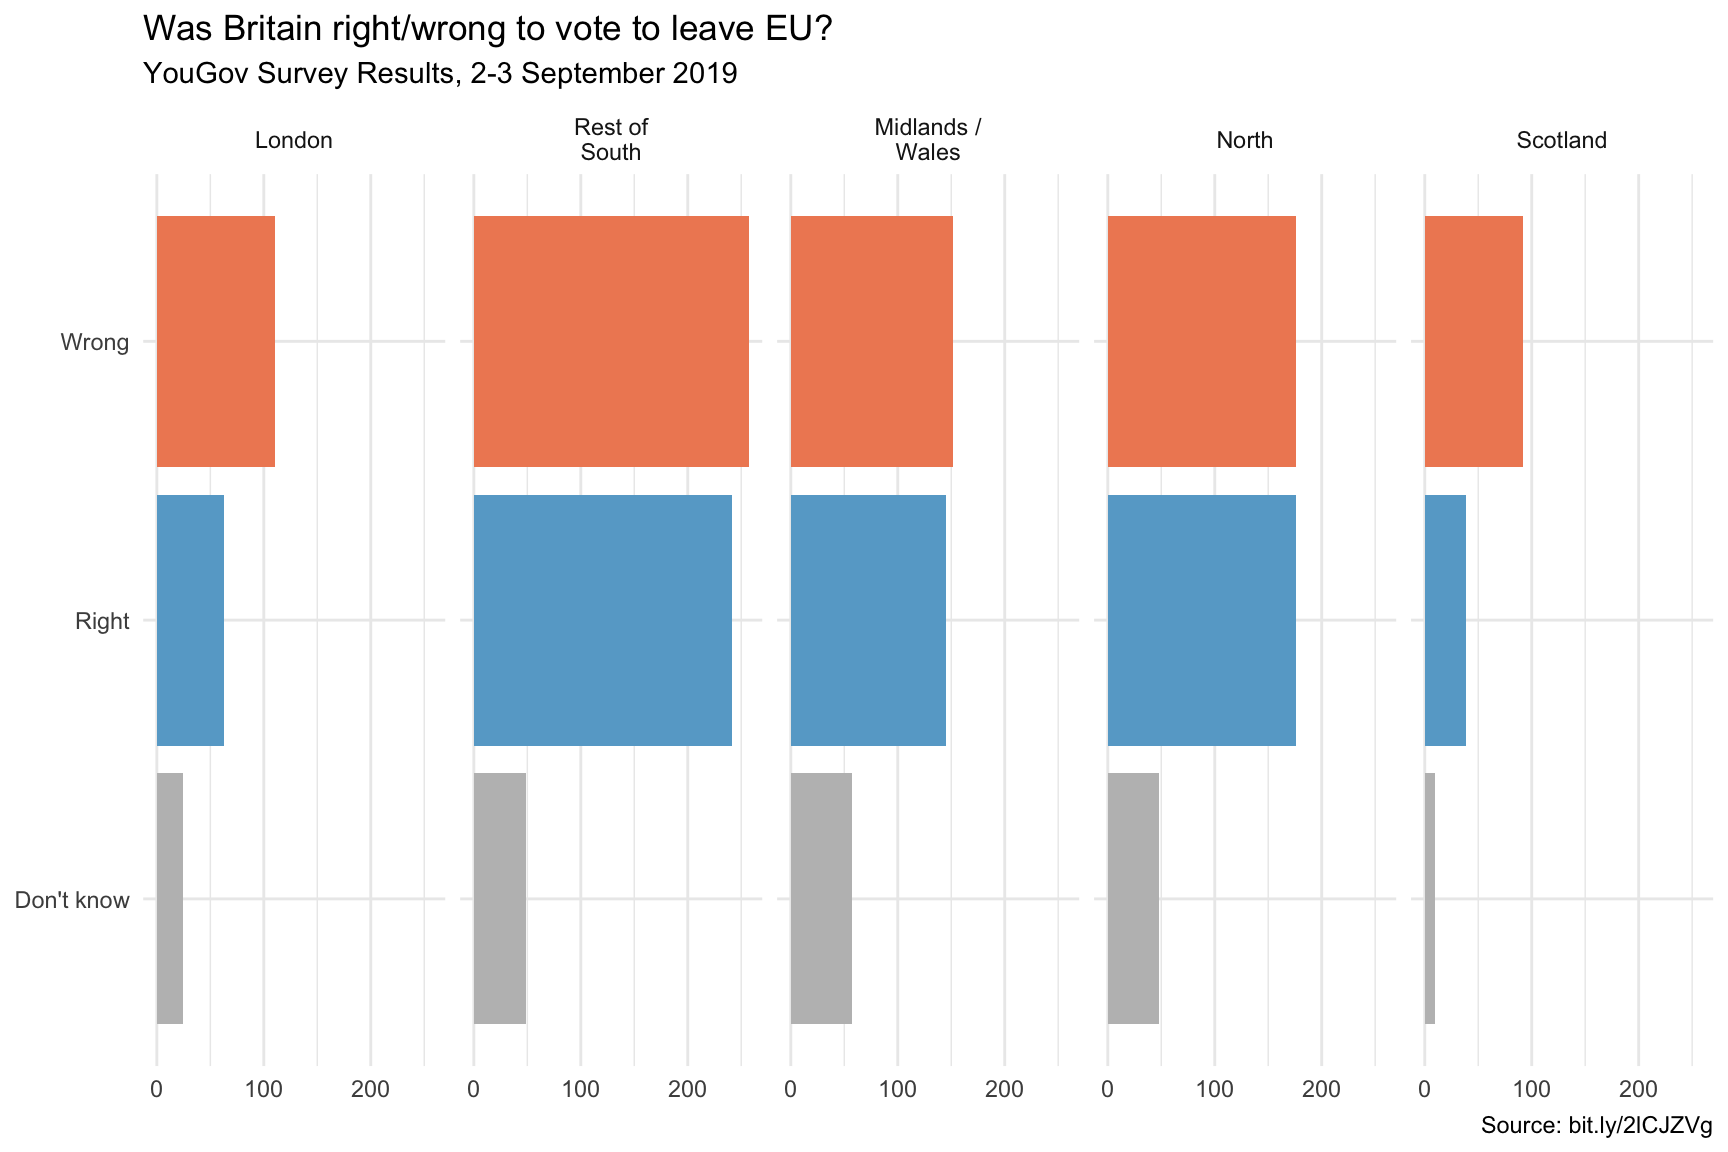 Was Britain right/wrong to vote to leave EU?
YouGov Survey Results, 2-3 September 2019
London
Rest of
South
Midlands /
Wales
North
Scotland
Wrong
Right
Don't know
0 100 200
0 100 200
0 100 200
0 100 200
0 100 200
Source: bit.ly/2lCJZVg